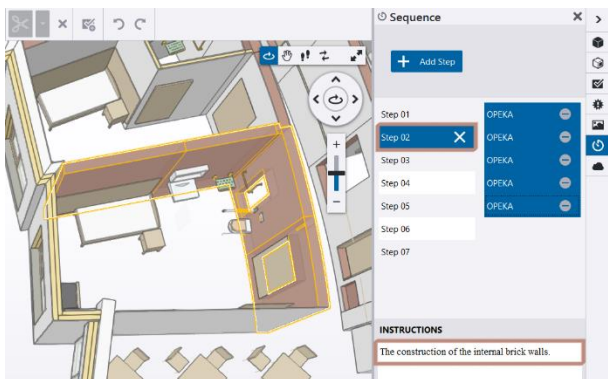 Sequence
Add Step
Step 01 OPEKA
Step 02 OPEKA
Step 03 OPEKA
Step 04 OPEKA
Step 05 OPEKA
Step 06
Step 07
INSTRUCTIONS
The construction of the internal brick walls.